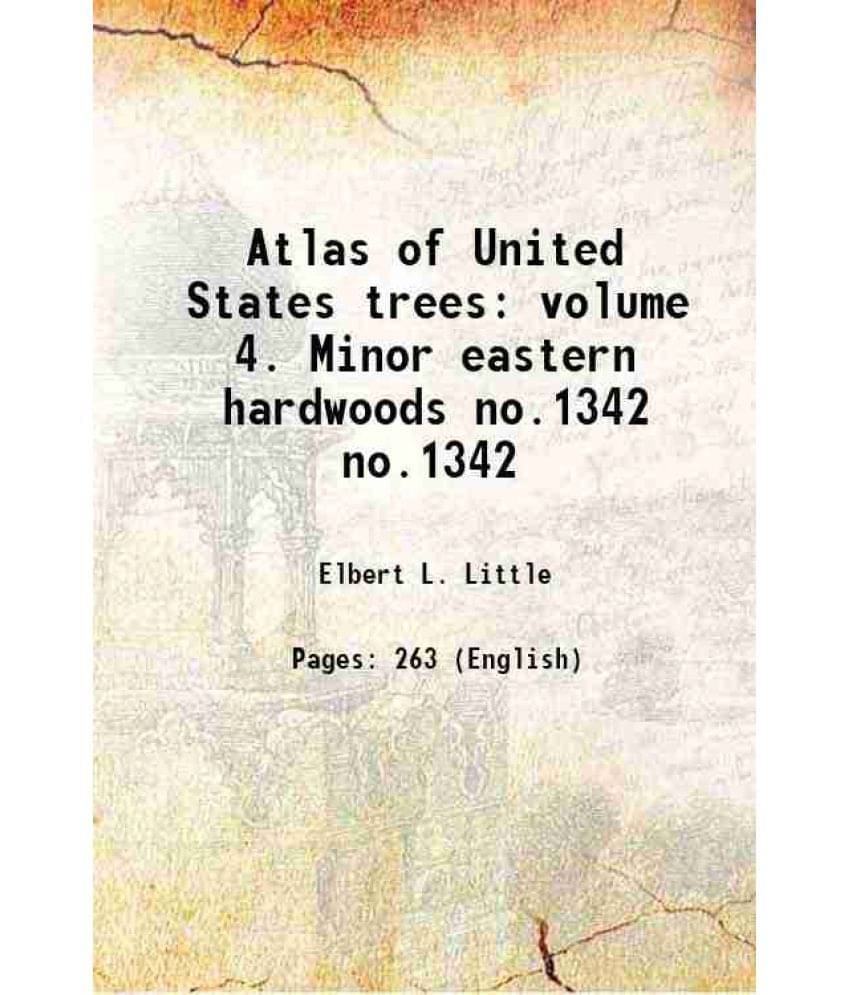 Atlas of United
States trees: volume
4. Minor eastern
hardwoods no.1342
no.1342
Elbert L. Little
Pages: 263 (English)